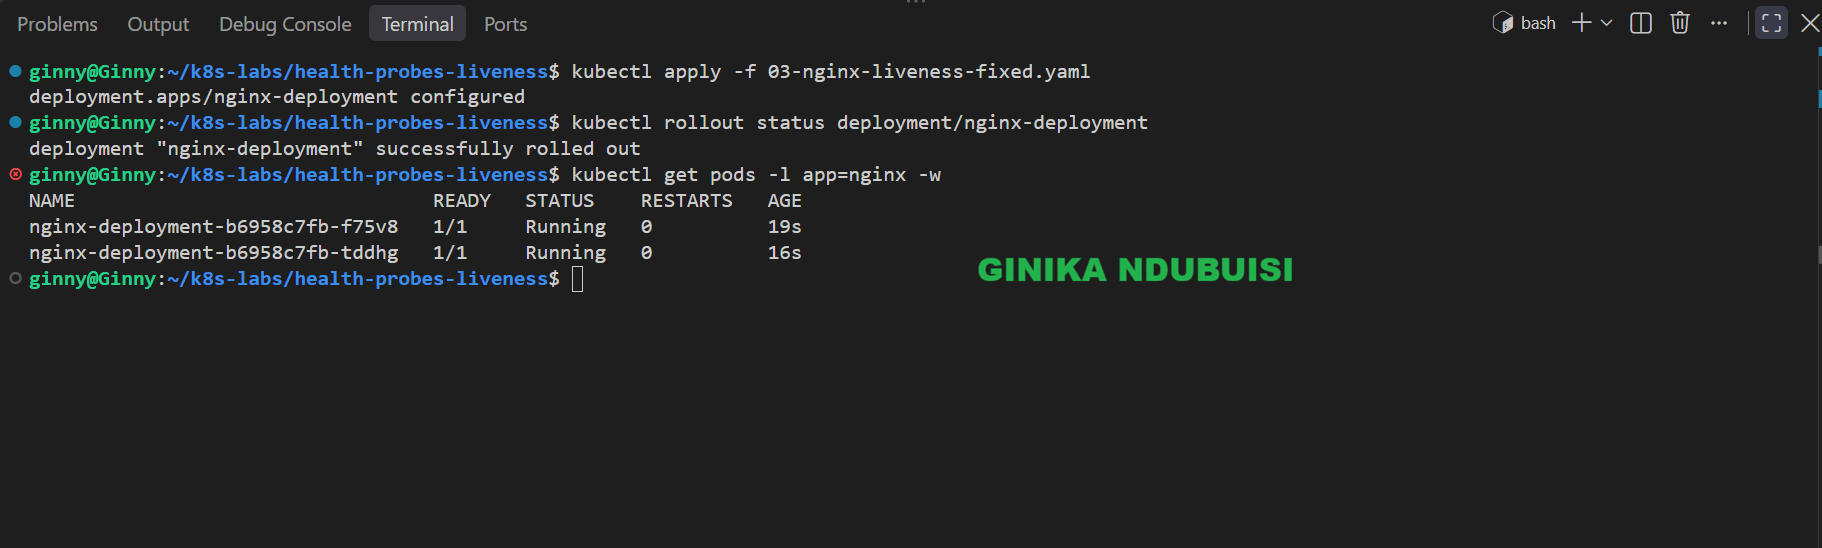 Problems Output Debug Console Terminal Ports bash
ginny@Ginny:~/k8s-labs/health-probes-liveness$ kubectl apply -f 03-nginx-liveness-fixed.yaml
deployment.apps/nginx-deployment configured
ginny@Ginny:~/k8s-labs/health-probes-liveness$ kubectl rollout status deployment/nginx-deployment
deployment "nginx-deployment" successfully rolled out
ginny@Ginny:~/k8s-labs/health-probes-liveness$ kubectl get pods -l app=nginx -w
NAME READY STATUS RESTARTS AGE
nginx-deployment-b6958c7fb-f75v8 1/1 Running 0 19s
nginx-deployment-b6958c7fb-tddhg 1/1 Running 0 16s
ginny@Ginny:~/k8s-labs/health-probes-liveness$
GINIKA NDUBUISI